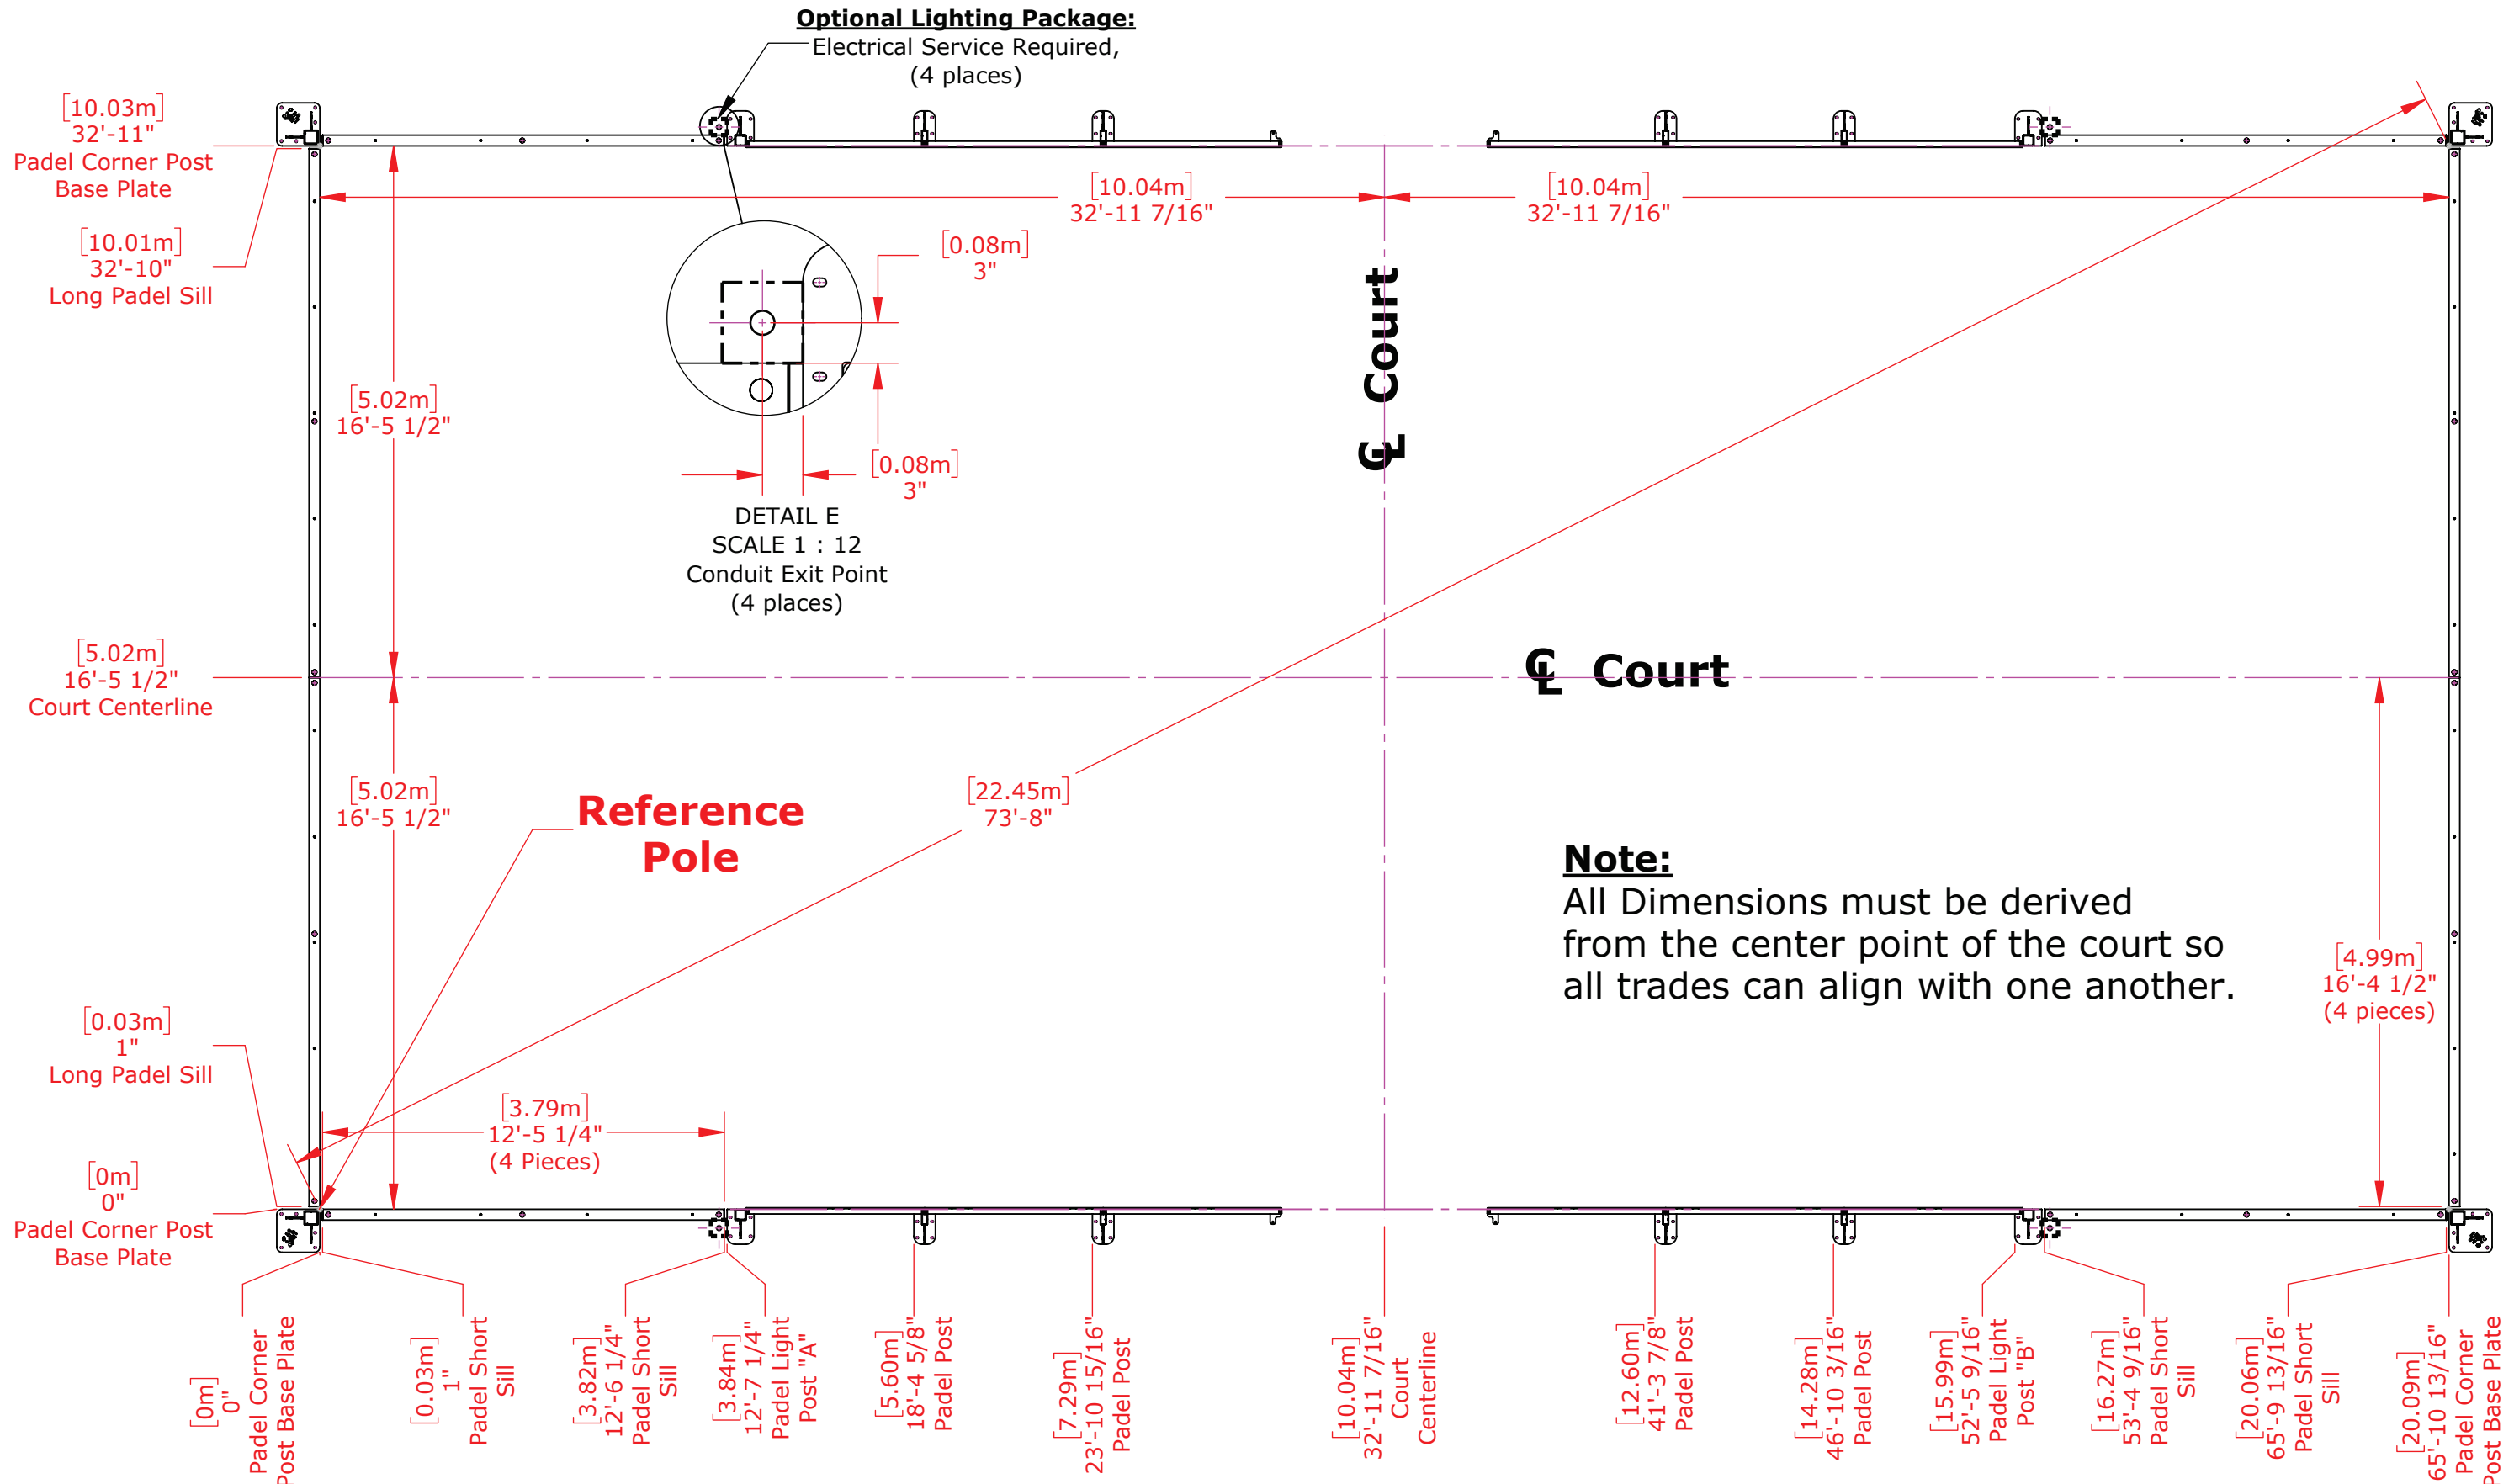 Optional Lighting Package:
Electrical Service Required,
(4 places)
[10.03m]
32'-11"
Padel Corner Post
Base Plate
[10.04m]
32'-11 7/16"
[10.04m]
32'-11 7/16"
[10.01m]
32'-10"
Long Padel Sill
[0.08m]
3"
℄ Court
[5.02m]
16'-5 1/2"
[0.08m]
3"
DETAIL E
SCALE 1 : 12
Conduit Exit Point
(4 places)
[5.02m]
16'-5 1/2"
Court Centerline
℄ Court
[5.02m]
16'-5 1/2"
Reference
Pole
[22.45m]
73'-8"
Note:
All Dimensions must be derived
from the center point of the court so
all trades can align with one another.
[4.99m]
16'-4 1/2"
(4 pieces)
[0.03m]
1"
Long Padel Sill
[3.79m]
12'-5 1/4"
(4 Pieces)
[0m]
0"
Padel Corner Post
Base Plate
[0m]
0"
Padel Corner
Post Base Plate
[0.03m]
1"
Padel Short
Sill
[3.82m]
12'-6 1/4"
Padel Short
Sill
[3.84m]
12'-7 1/4"
Padel Light
Post "A"
[5.60m]
18'-4 5/8"
Padel Post
[7.29m]
23'-10 15/16"
Padel Post
[10.04m]
32'-11 7/16"
Court
Centerline
[12.60m]
41'-3 7/8"
Padel Post
[14.28m]
46'-10 3/16"
Padel Post
[15.99m]
52'-5 9/16"
Padel Light
Post "B"
[16.27m]
53'-4 9/16"
Padel Short
Sill
[20.06m]
65'-9 13/16"
Padel Short
Sill
[20.09m]
65'-10 13/16"
Padel Corner
Post Base Plate